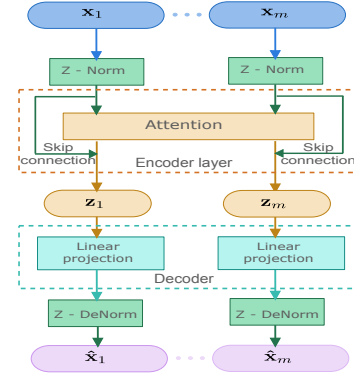 x₁ ... xₘ
Z - Norm Z - Norm
Attention
Skip connection Skip connection
Encoder layer
z₁ zₘ
Linear projection Linear projection
Decoder
Z - DeNorm Z - DeNorm
x̂₁ ... x̂ₘ